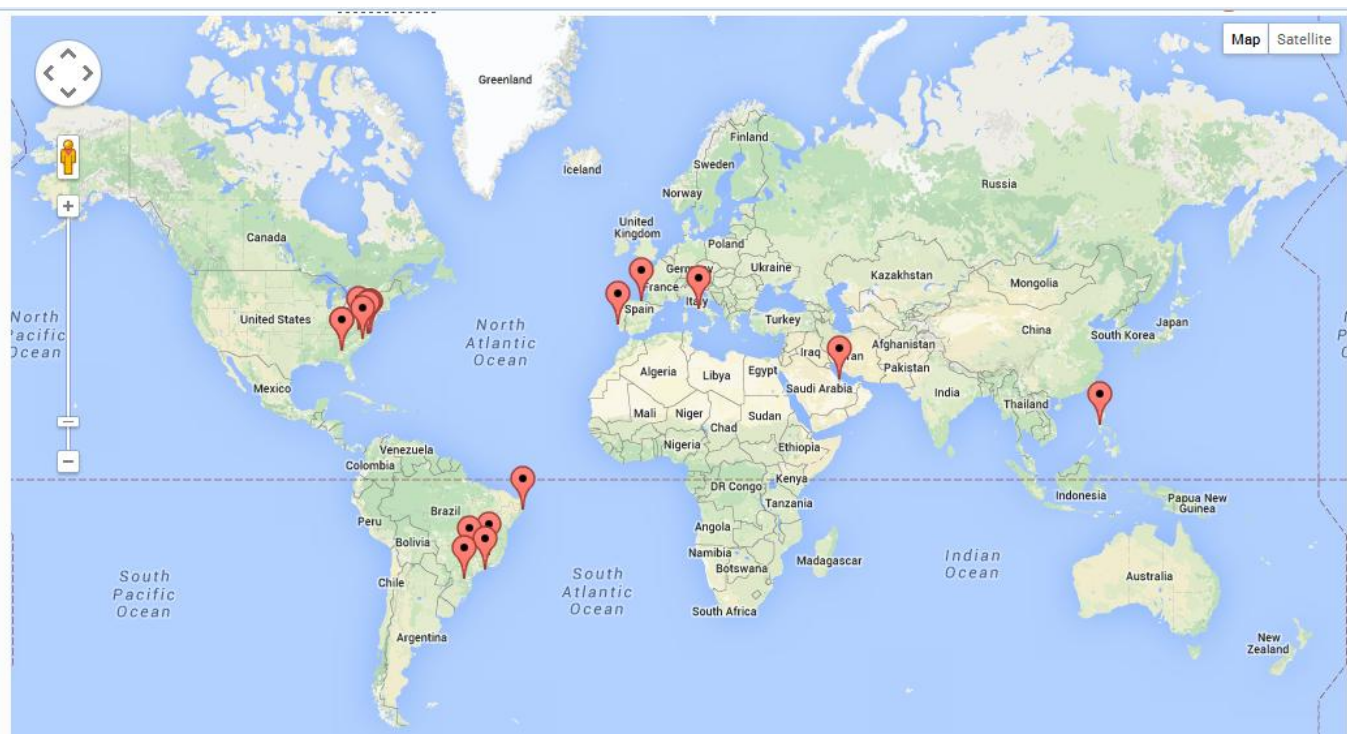 Map
Satellite
Greenland
Iceland
Finland
Sweden
Norway
Russia
United
Kingdom
Canada
Poland
Ukraine
France
Kazakhstan
Mongolia
Spain
Italy
Turkey
United States
North
Atlantic
Ocean
China
South Korea
Japan
Afghanistan
Iraq
Pakistan
Mexico
Algeria
Libya
Egypt
Saudi Arabia
India
Thailand
Mali
Niger
Chad
Sudan
Nigeria
Ethiopia
Venezuela
Colombia
DR Congo
Kenya
Tanzania
Indonesia
Papua New
Guinea
Brazil
Peru
Bolivia
Angola
Namibia
Botswana
Madagascar
Indian
Ocean
Australia
South
Pacific
Ocean
Chile
South
Atlantic
Ocean
South Africa
Argentina
New
Zealand